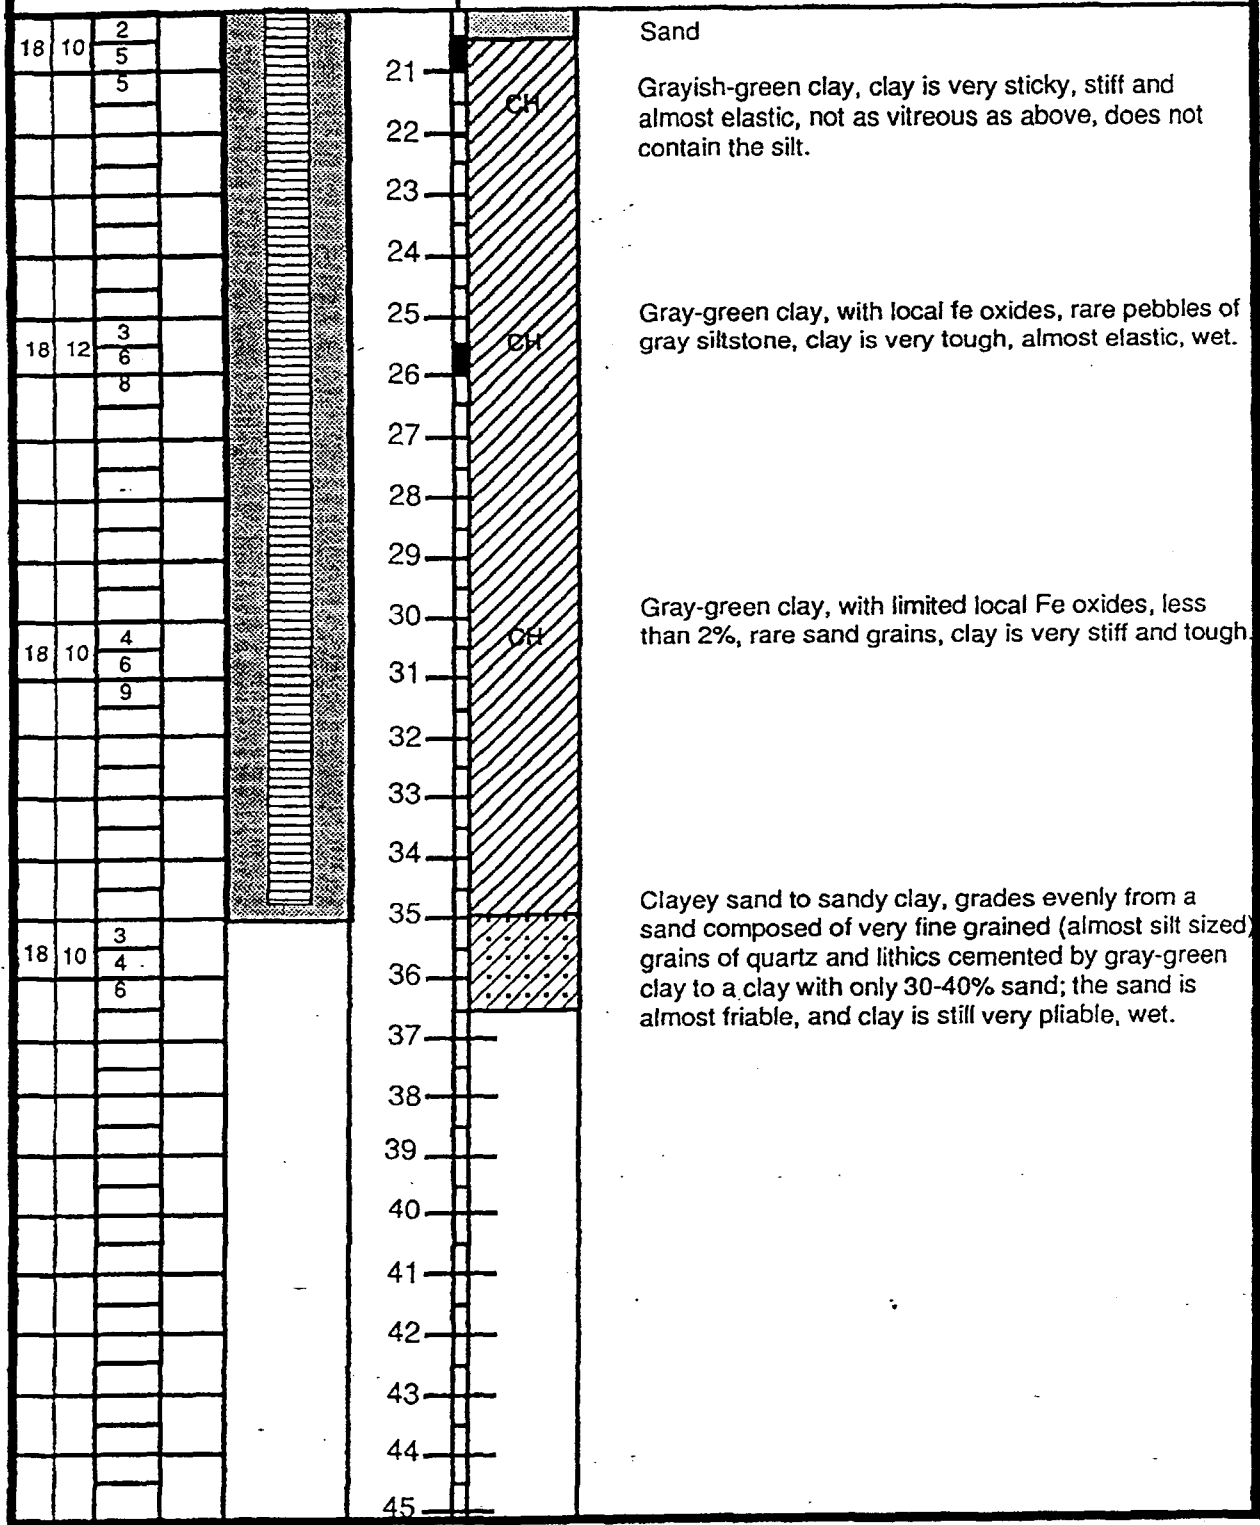 Sand
18 10 2
5
5
21
CH
Grayish-green clay, clay is very sticky, stiff and
almost elastic, not as vitreous as above, does not
contain the silt.
22
23
24
25
18 12 3
6
8
CH
Gray-green clay, with local fe oxides, rare pebbles of
gray siltstone, clay is very tough, almost elastic, wet.
26
27
28
29
30
18 10 4
6
9
CH
Gray-green clay, with limited local Fe oxides, less
than 2%, rare sand grains, clay is very stiff and tough.
31
32
33
34
35
18 10 3
4
6
Clayey sand to sandy clay, grades evenly from a
sand composed of very fine grained (almost silt sized)
grains of quartz and lithics cemented by gray-green
clay to a clay with only 30-40% sand; the sand is
almost friable, and clay is still very pliable, wet.
36
37
38
39
40
41
42
43
44
45